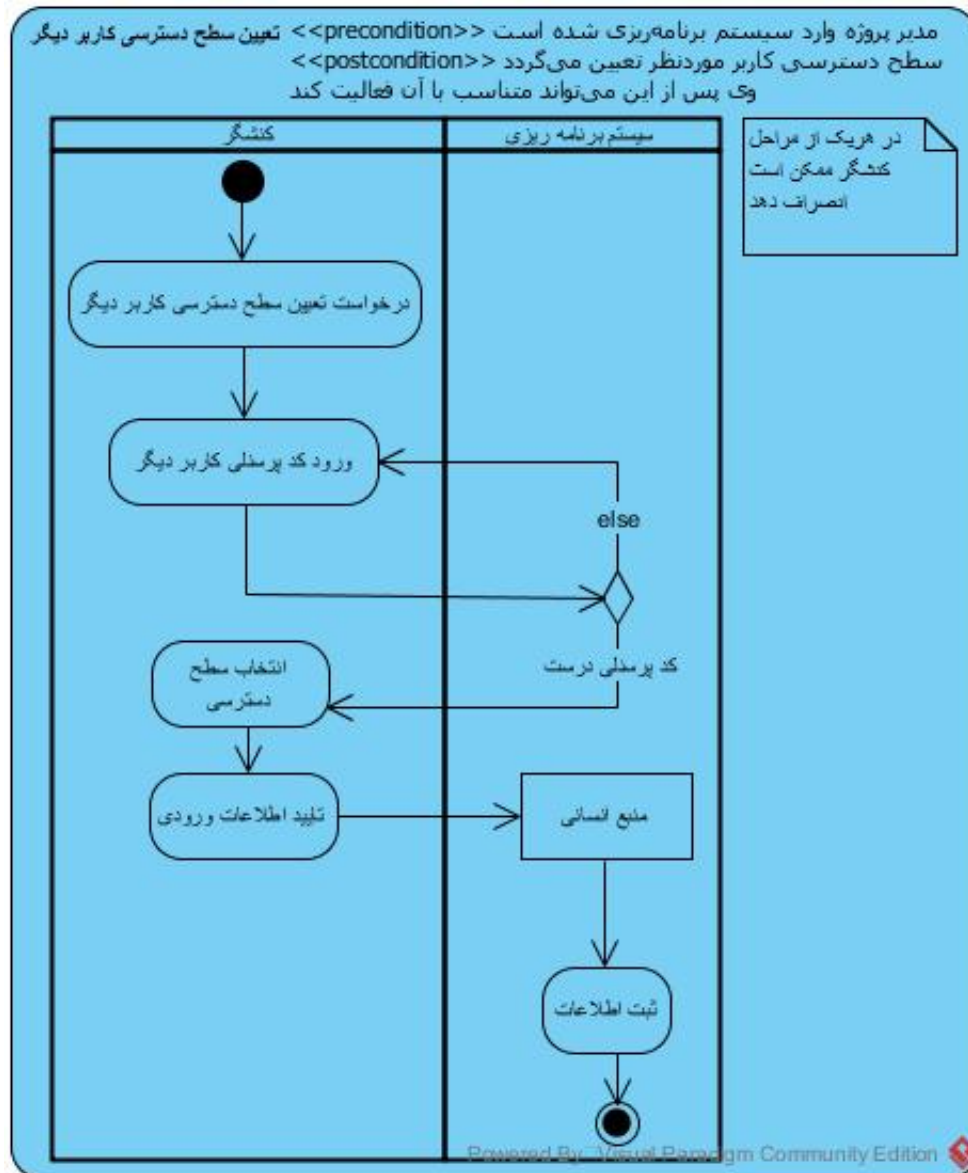 تعیین سطح دسترسی کاربر دیگر <<precondition>> مدیر پروژه وارد سیستم برنامه‌ریزی شده است
<<postcondition>> سطح دسترسی کاربر موردنظر تعیین می‌گردد
وی پس از این می‌تواند متناسب با آن فعالیت کند
کنشگر
سیستم برنامه ریزی
در هریک از مراحل
کنشگر ممکن است
انصراف دهد
درخواست تعیین سطح دسترسی کاربر دیگر
ورود کد پرسنلی کاربر دیگر
else
کد پرسنلی درست
انتخاب سطح
دسترسی
تایید اطلاعات ورودی
منبع انسانی
ثبت اطلاعات
Powered By Visual Paradigm Community Edition